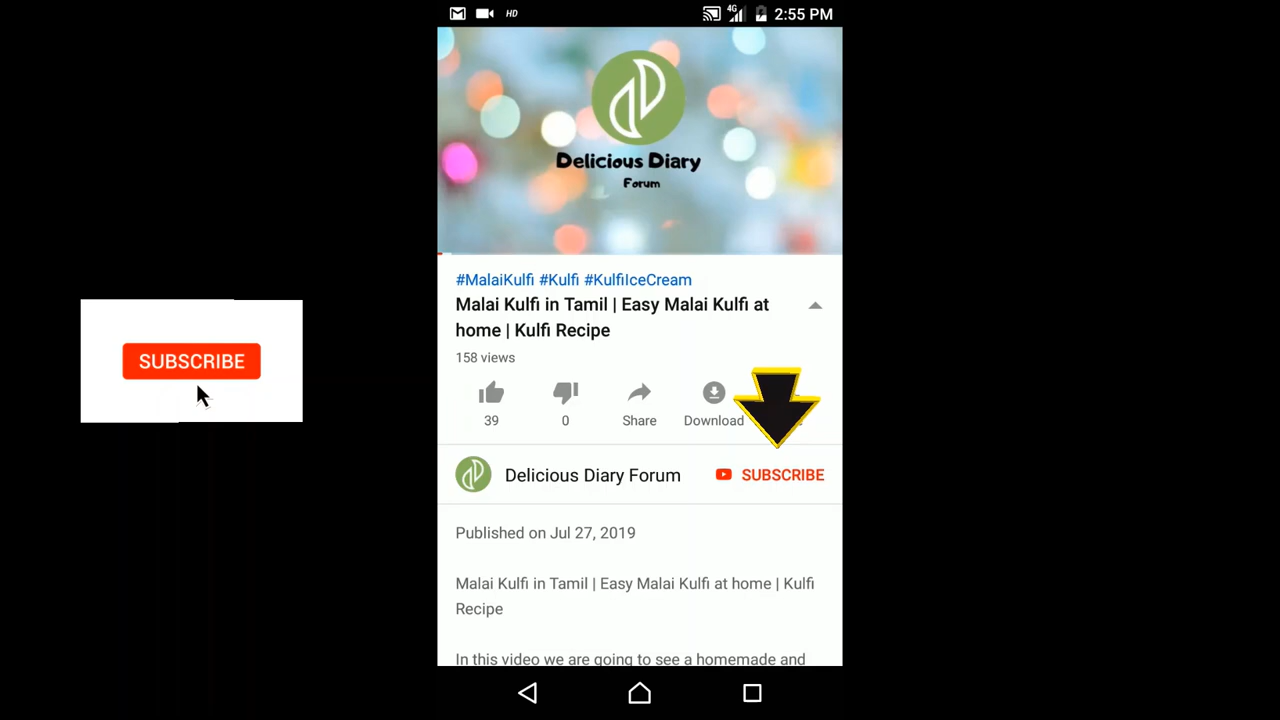 HD
4G
2:55 PM
Delicious Diary
Forum
#MalaiKulfi #Kulfi #KulfiIceCream
Malai Kulfi in Tamil | Easy Malai Kulfi at
home | Kulfi Recipe
158 views
39
0
Share
Download
SUBSCRIBE
Delicious Diary Forum
SUBSCRIBE
Published on Jul 27, 2019
Malai Kulfi in Tamil | Easy Malai Kulfi at home | Kulfi
Recipe
In this video we are going to see a homemade and